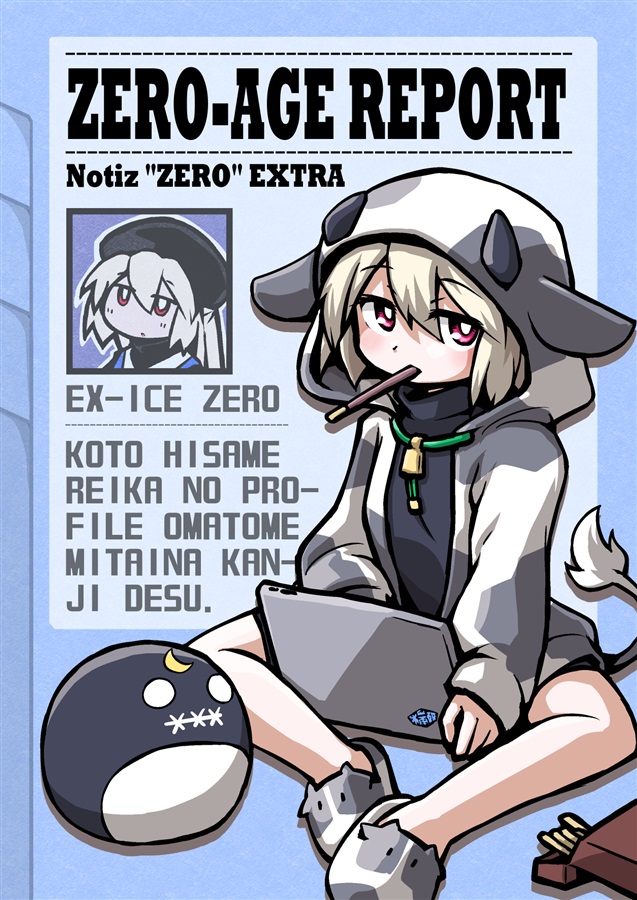 ZERO-AGE REPORT
Notiz "ZERO" EXTRA
EX-ICE ZERO
KOTO HISAME
REIKA NO PRO-
FILE OMATOME
MITAINA KAN-
JI DESU.